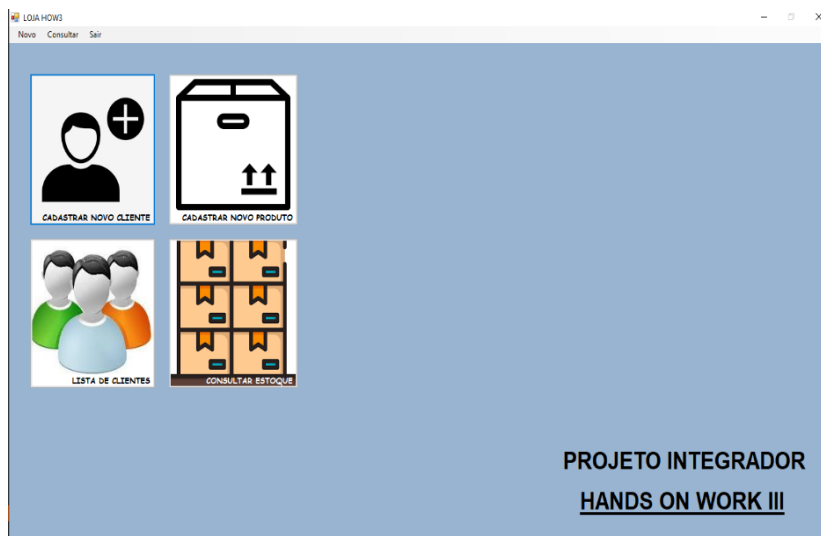 LOJA HOW3
Novo Consultar Sair
CADASTRAR NOVO CLIENTE
CADASTRAR NOVO PRODUTO
LISTA DE CLIENTES
CONSULTAR ESTOQUE
PROJETO INTEGRADOR
HANDS ON WORK III